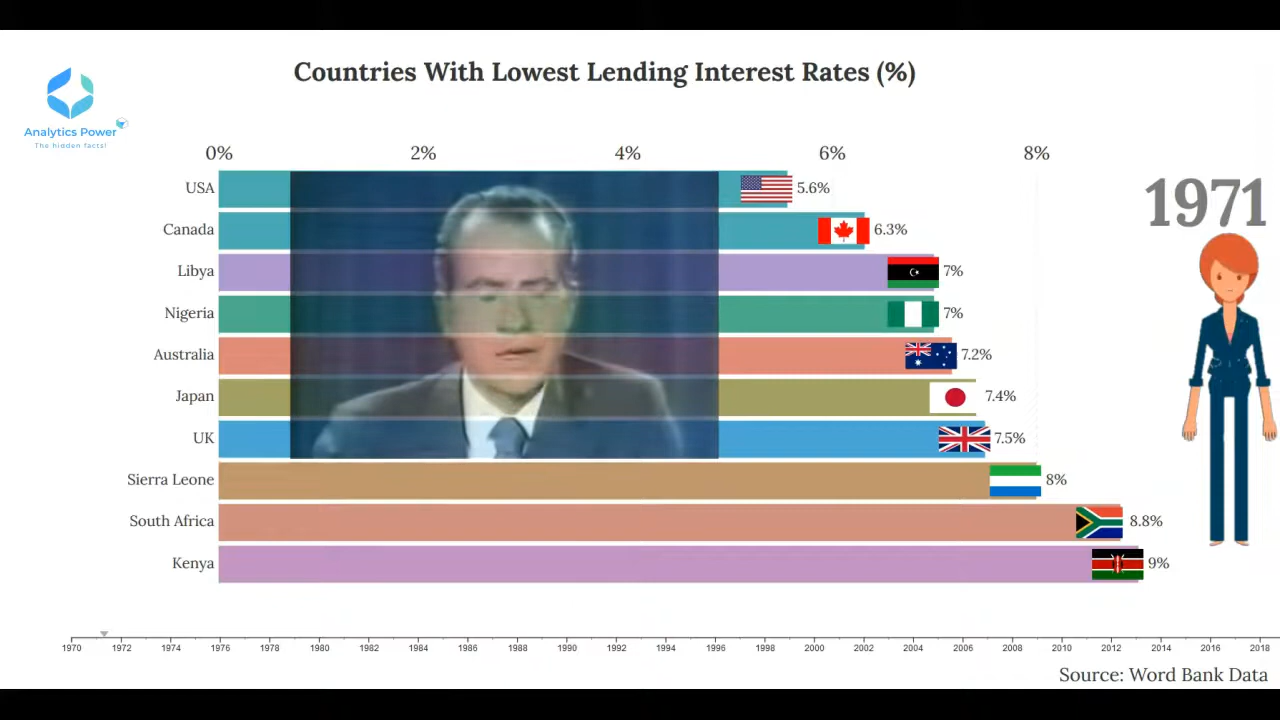 Countries With Lowest Lending Interest Rates (%)
Analytics Power
The hidden facts!
0% 2% 4% 6% 8%
USA 5.6%
1971
Canada 6.3%
Libya 7%
Nigeria 7%
Australia 7.2%
Japan 7.4%
UK 7.5%
Sierra Leone 8%
South Africa 8.8%
Kenya 9%
1970 1972 1974 1976 1978 1980 1982 1984 1986 1988 1990 1992 1994 1996 1998 2000 2002 2004 2006 2008 2010 2012 2014 2016 2018
Source: Word Bank Data